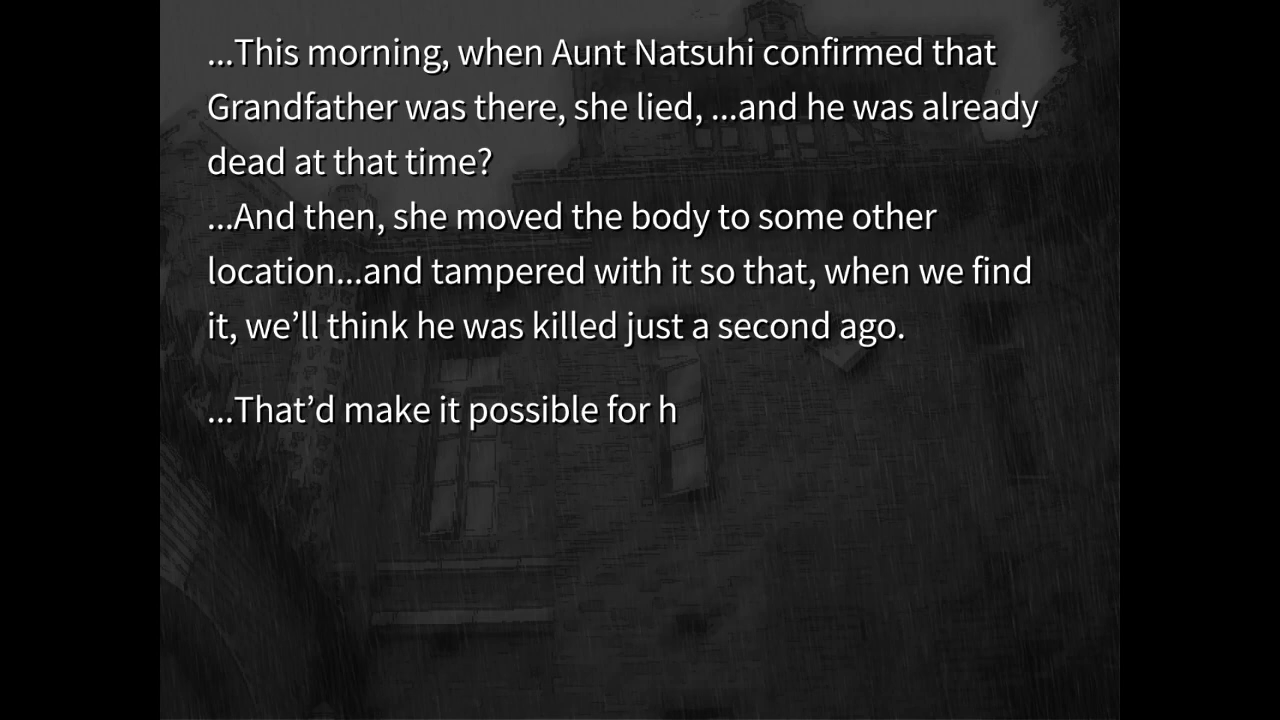 ...This morning, when Aunt Natsuhi confirmed that
Grandfather was there, she lied, ...and he was already
dead at that time?
...And then, she moved the body to some other
location...and tampered with it so that, when we find
it, we’ll think he was killed just a second ago.
...That’d make it possible for h